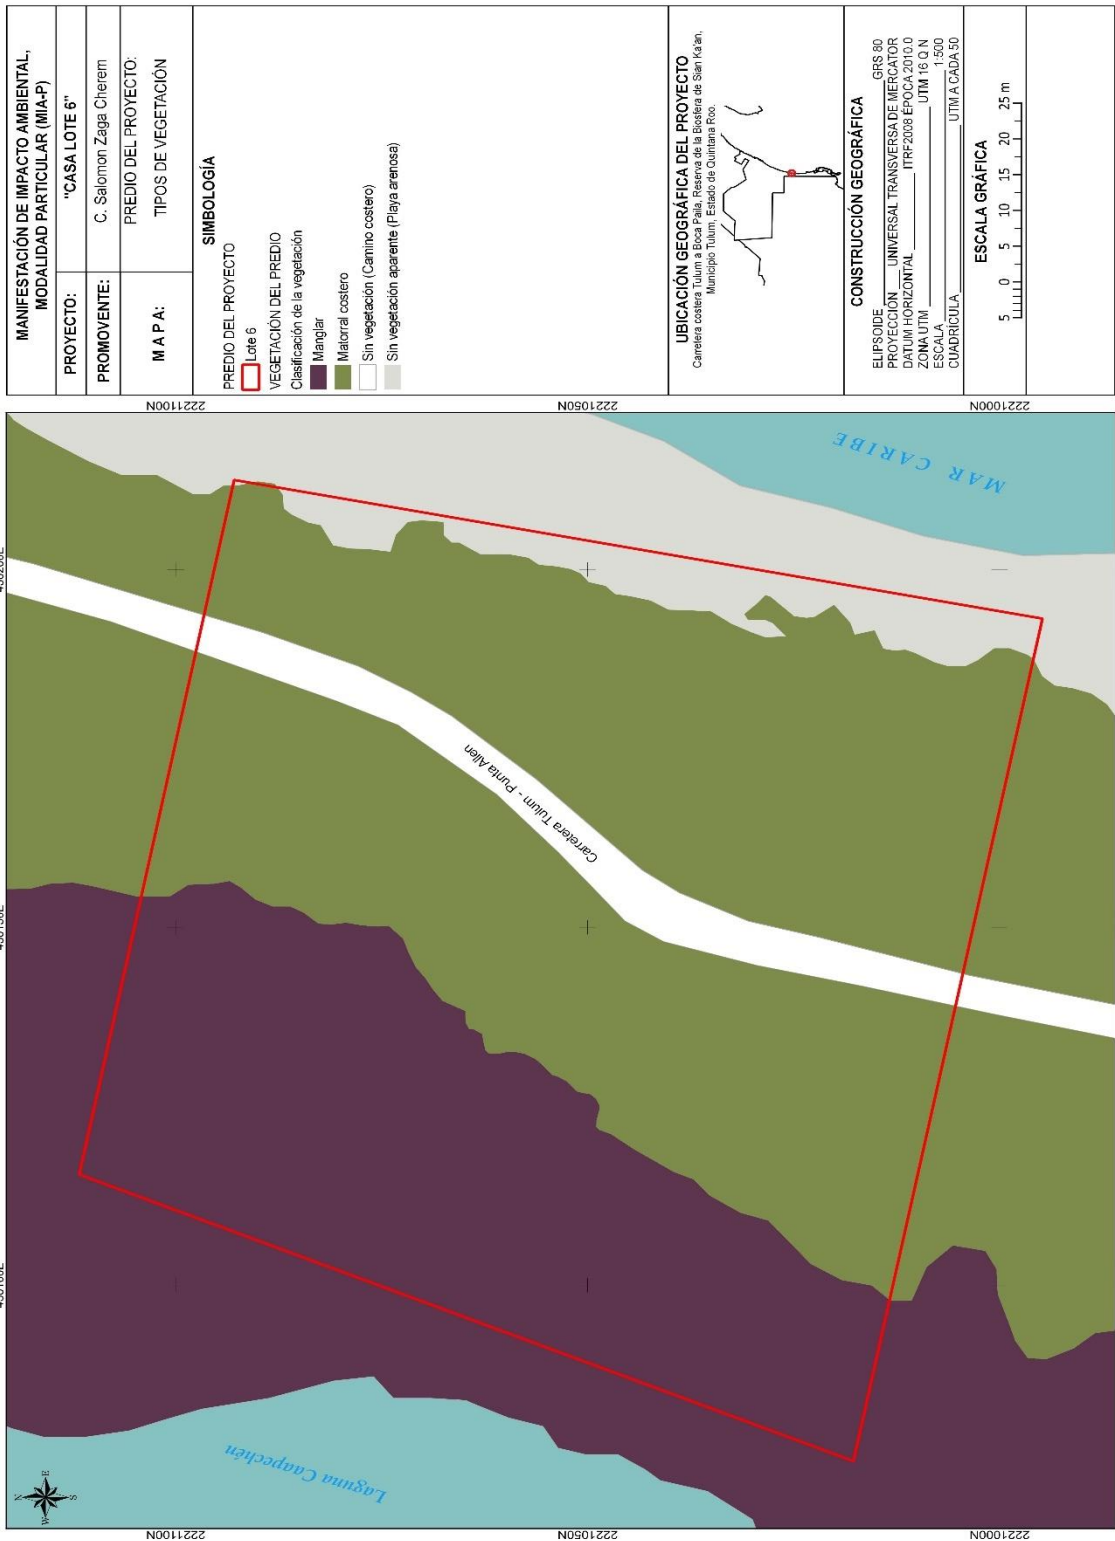 MANIFESTACIÓN DE IMPACTO AMBIENTAL,
MODALIDAD PARTICULAR (MIA-P)
PROYECTO:
"CASA LOTE 6"
PROMOVENTE:
C. Salomon Zaga Cherem
M A P A:
PREDIO DEL PROYECTO:
TIPOS DE VEGETACIÓN
SIMBOLOGÍA
PREDIO DEL PROYECTO
Lote 6
VEGETACIÓN DEL PREDIO
Clasificación de la vegetación
Manglar
Matorral costero
Sin vegetación (Camino costero)
Sin vegetación aparente (Playa arenosa)
UBICACIÓN GEOGRÁFICA DEL PROYECTO
Carretera costera Tulum a Boca Paila, Reserva de la Biosfera de Sian Ka'an,
Municipio Tulum, Estado de Quintana Roo.
CONSTRUCCIÓN GEOGRÁFICA
ELIPSOIDE GRS 80
PROYECCIÓN UNIVERSAL TRANSVERSA DE MERCATOR
DATUM HORIZONTAL ITRF2008 ÉPOCA 2010.0
ZONA UTM UTM 16 Q N
ESCALA 1:500
CUADRÍCULA UTM A CADA 50
ESCALA GRÁFICA
5 0 5 10 15 20 25 m
2221100N
2221050N
2221000N
MAR CARIBE
Carretera Tulum - Punta Allen
Laguna Caapechén
N
W E
S
2221100N
2221050N
2221000N